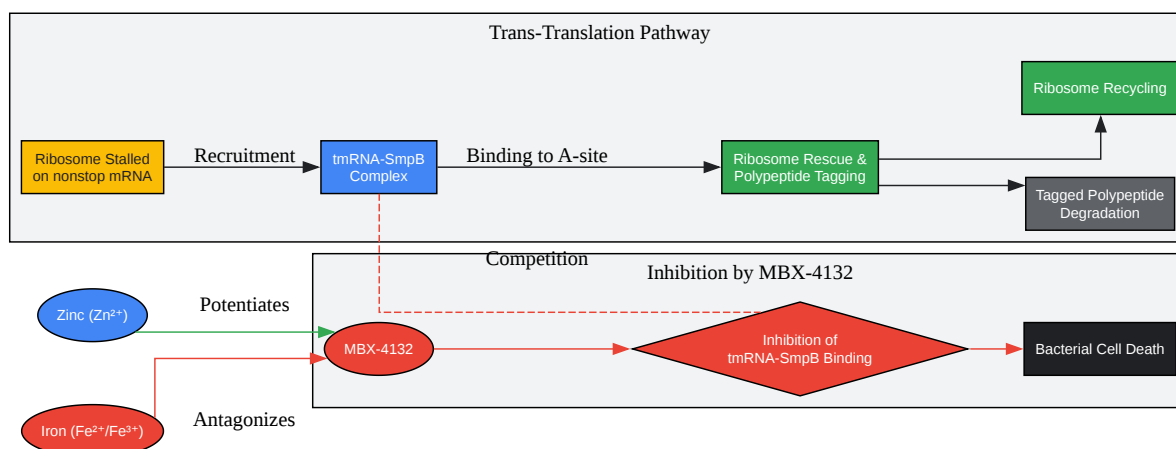 Trans-Translation Pathway
Ribosome Recycling
Ribosome Stalled
on nonstop mRNA
Recruitment
tmRNA-SmpB
Complex
Binding to A-site
Ribosome Rescue &
Polypeptide Tagging
Tagged Polypeptide
Degradation
Competition
Inhibition by MBX-4132
Zinc (Zn²⁺)
Potentiates
MBX-4132
Inhibition of
tmRNA-SmpB Binding
Bacterial Cell Death
Iron (Fe²⁺/Fe³⁺)
Antagonizes